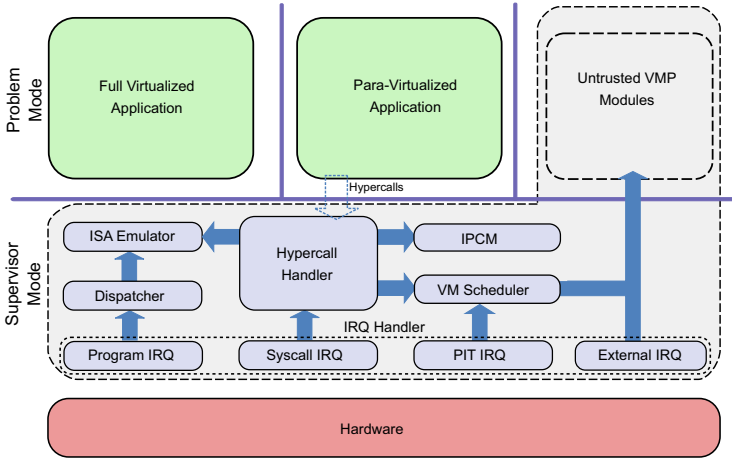 Problem
Mode
Full Virtualized
Application
Para-Virtualized
Application
Untrusted VMP
Modules
Hypercalls
Supervisor
Mode
ISA Emulator
Hypercall
Handler
IPCM
Dispatcher
VM Scheduler
IRQ Handler
Program IRQ
Syscall IRQ
PIT IRQ
External IRQ
Hardware